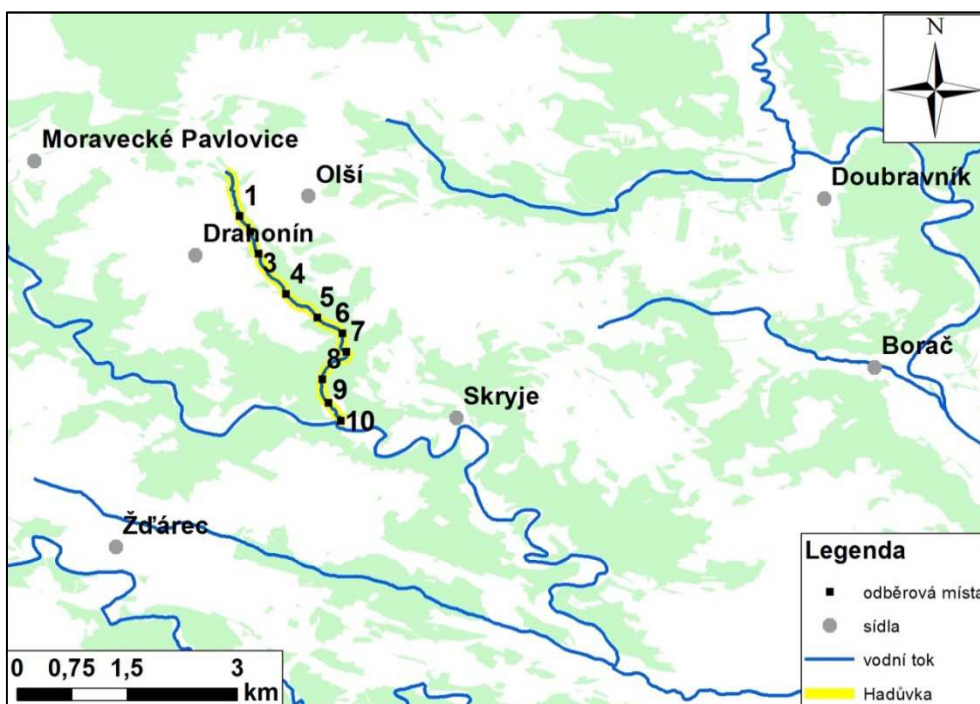 N
Moravecké Pavlovice
Olší
Doubravník
1
Drahonín
3
4
5
6
7
8
Borač
9
Skryje
10
Žďárec
Legenda
odběrová místa
sídla
vodní tok
Hadůvka
0 0,75 1,5 3
km